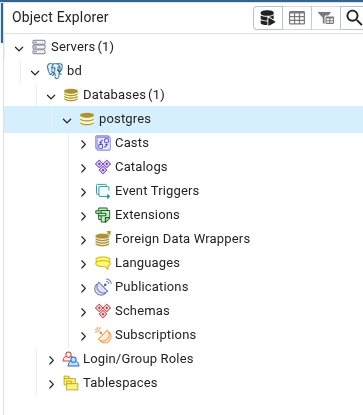 Object Explorer
Servers (1)
bd
Databases (1)
postgres
Casts
Catalogs
Event Triggers
Extensions
Foreign Data Wrappers
Languages
Publications
Schemas
Subscriptions
Login/Group Roles
Tablespaces